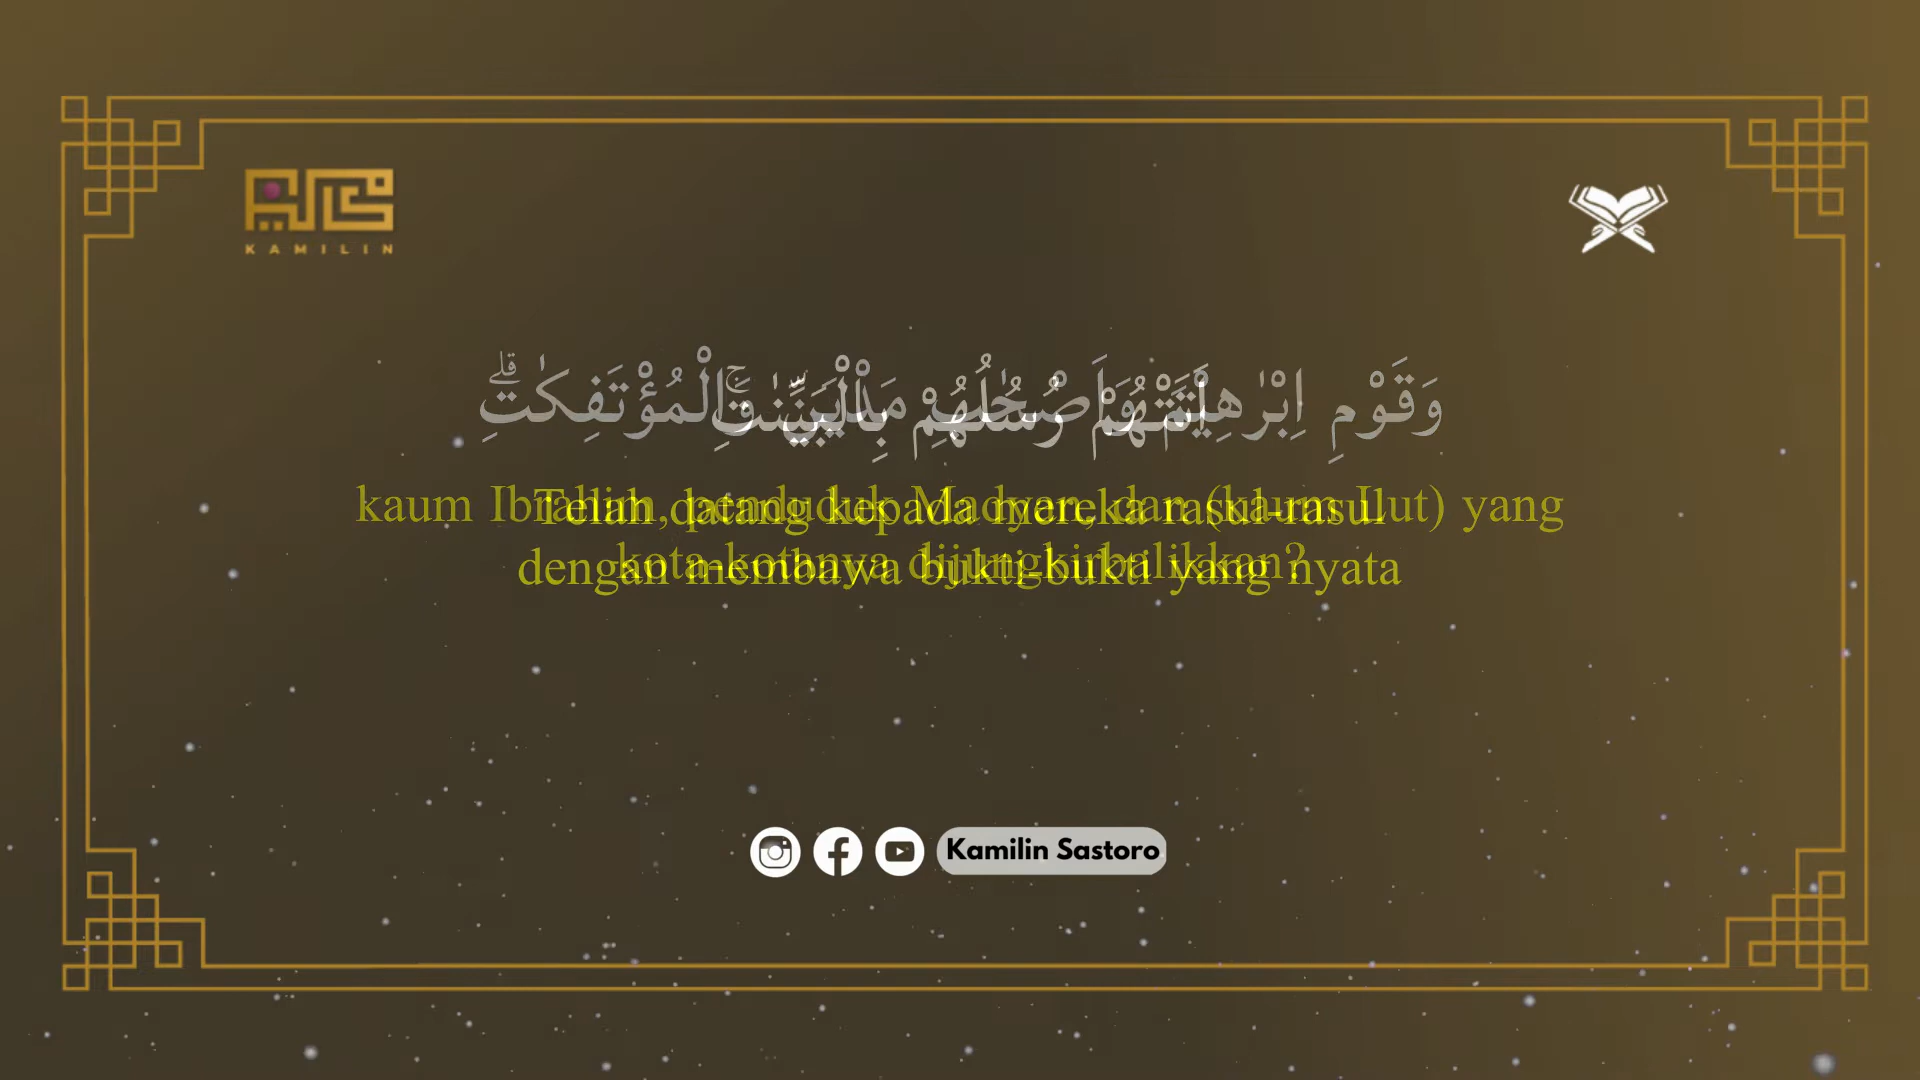 KAMILIN
وَقَوْمِ اِبْرٰهِيْمَ وَاَصْحٰبِ مَدْيَنَ وَالْمُؤْتَفِكٰتِۗ
اَتَتْهُمْ رُسُلُهُمْ بِالْبَيِّنٰتِۚ
kaum Ibrahim, penduduk Madyan, dan (kaum Lut) yang
kota-kotanya dijungkirbalikkan?
Telah datang kepada mereka rasul-rasul
dengan membawa bukti-bukti yang nyata
Kamilin Sastoro